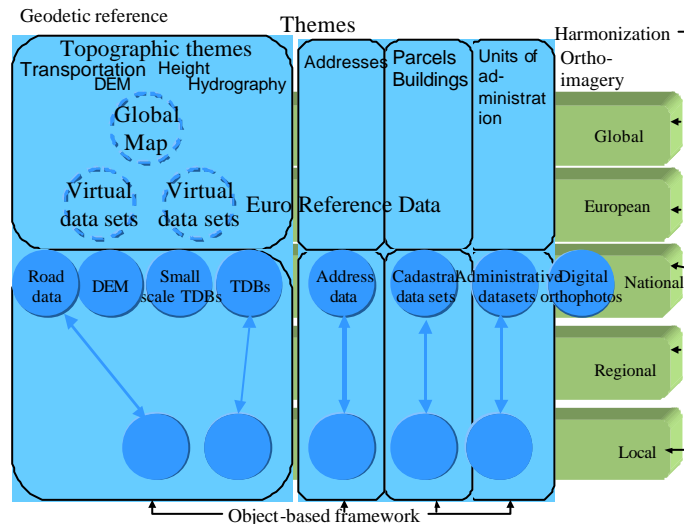 Geodetic reference
Themes
Harmonization
Topographic themes
Transportation
Height
DEM
Hydrography
Addresses
Parcels
Buildings
Units of
ad-
ministrat
ion
Ortho-
imagery
Global
Map
Global
Virtual
data sets
Virtual
data sets
Euro Reference Data
European
Road
data
DEM
Small
scale TDBs
TDBs
Address
data
Cadastral
data sets
Administrative
datasets
Digital
orthophotos
National
Regional
Local
Object-based framework